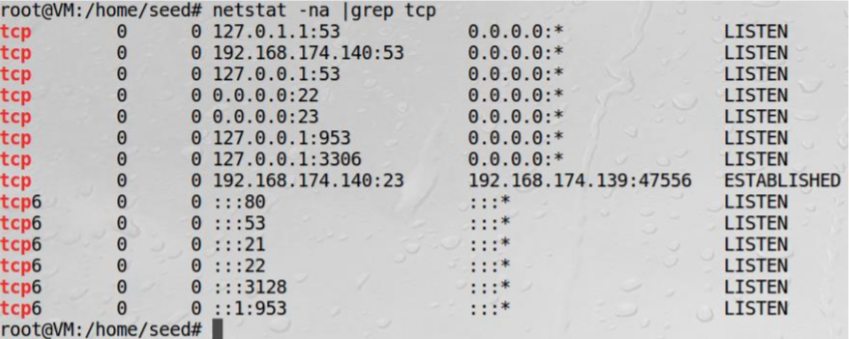 root@VM:/home/seed# netstat -na |grep tcp
tcp        0      0 127.0.1.1:53            0.0.0.0:*               LISTEN
tcp        0      0 192.168.174.140:53      0.0.0.0:*               LISTEN
tcp        0      0 127.0.0.1:53            0.0.0.0:*               LISTEN
tcp        0      0 0.0.0.0:22              0.0.0.0:*               LISTEN
tcp        0      0 0.0.0.0:23              0.0.0.0:*               LISTEN
tcp        0      0 127.0.0.1:953           0.0.0.0:*               LISTEN
tcp        0      0 127.0.0.1:3306          0.0.0.0:*               LISTEN
tcp        0      0 192.168.174.140:23      192.168.174.139:47556   ESTABLISHED
tcp6       0      0 :::80                   :::*                    LISTEN
tcp6       0      0 :::53                   :::*                    LISTEN
tcp6       0      0 :::21                   :::*                    LISTEN
tcp6       0      0 :::22                   :::*                    LISTEN
tcp6       0      0 :::3128                 :::*                    LISTEN
tcp6       0      0 ::1:953                 :::*                    LISTEN
root@VM:/home/seed#